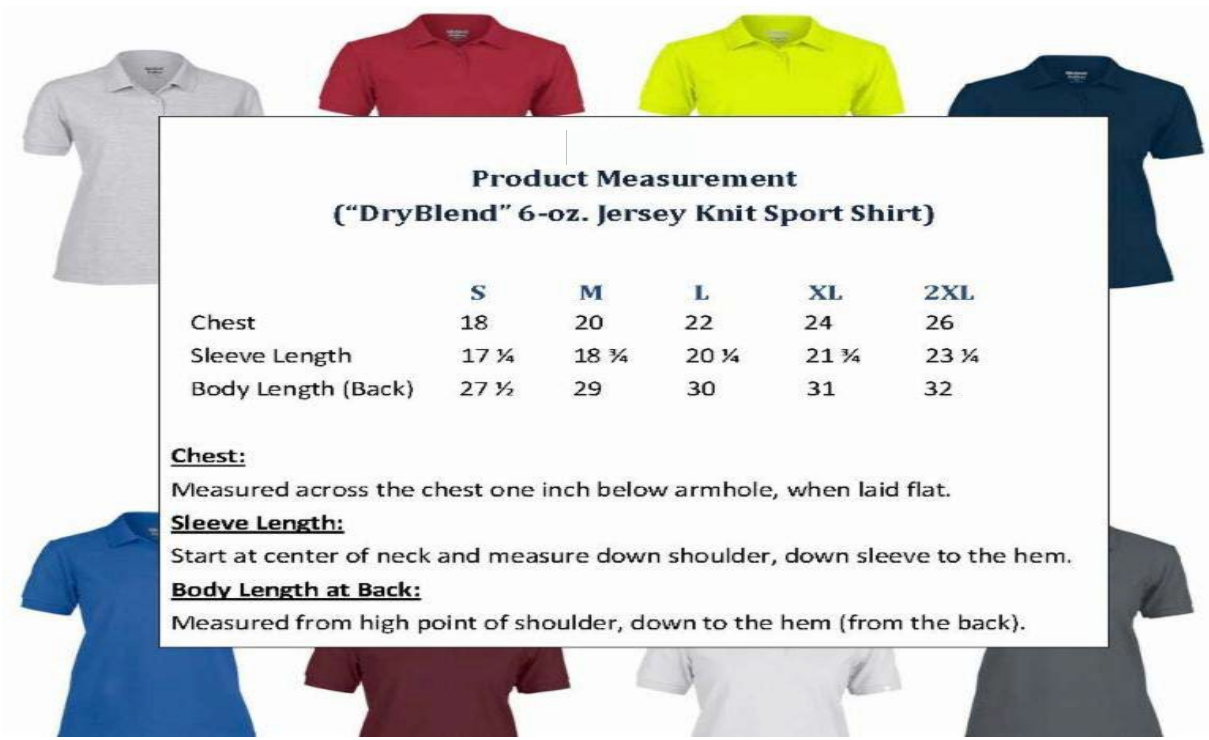 Product Measurement
(“DryBlend” 6-oz. Jersey Knit Sport Shirt)
S M L XL 2XL
Chest 18 20 22 24 26
Sleeve Length 17 ¼ 18 ¾ 20 ¼ 21 ¾ 23 ¼
Body Length (Back) 27 ½ 29 30 31 32
Chest:
Measured across the chest one inch below armhole, when laid flat.
Sleeve Length:
Start at center of neck and measure down shoulder, down sleeve to the hem.
Body Length at Back:
Measured from high point of shoulder, down to the hem (from the back).